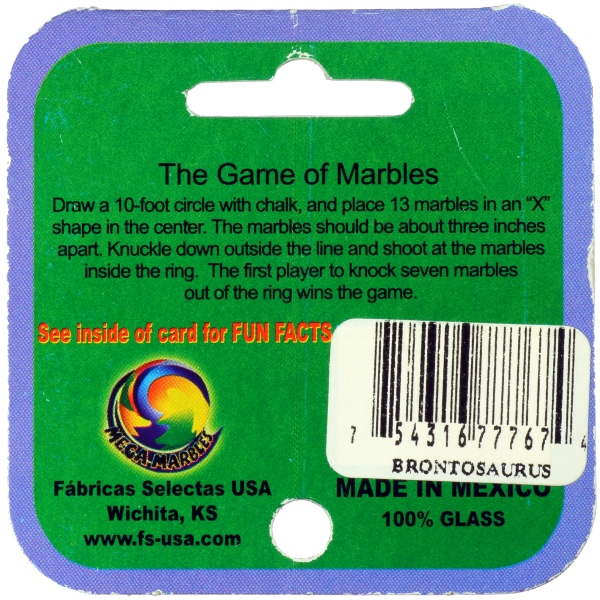 The Game of Marbles
Draw a 10-foot circle with chalk, and place 13 marbles in an “X”
shape in the center. The marbles should be about three inches
apart. Knuckle down outside the line and shoot at the marbles
inside the ring. The first player to knock seven marbles
out of the ring wins the game.
See inside of card for FUN FACTS
7 54316 77767 4
BRONTOSAURUS
MEGA-MARBLES
Fábricas Selectas USA
Wichita, KS
www.fs-usa.com
MADE IN MEXICO
100% GLASS